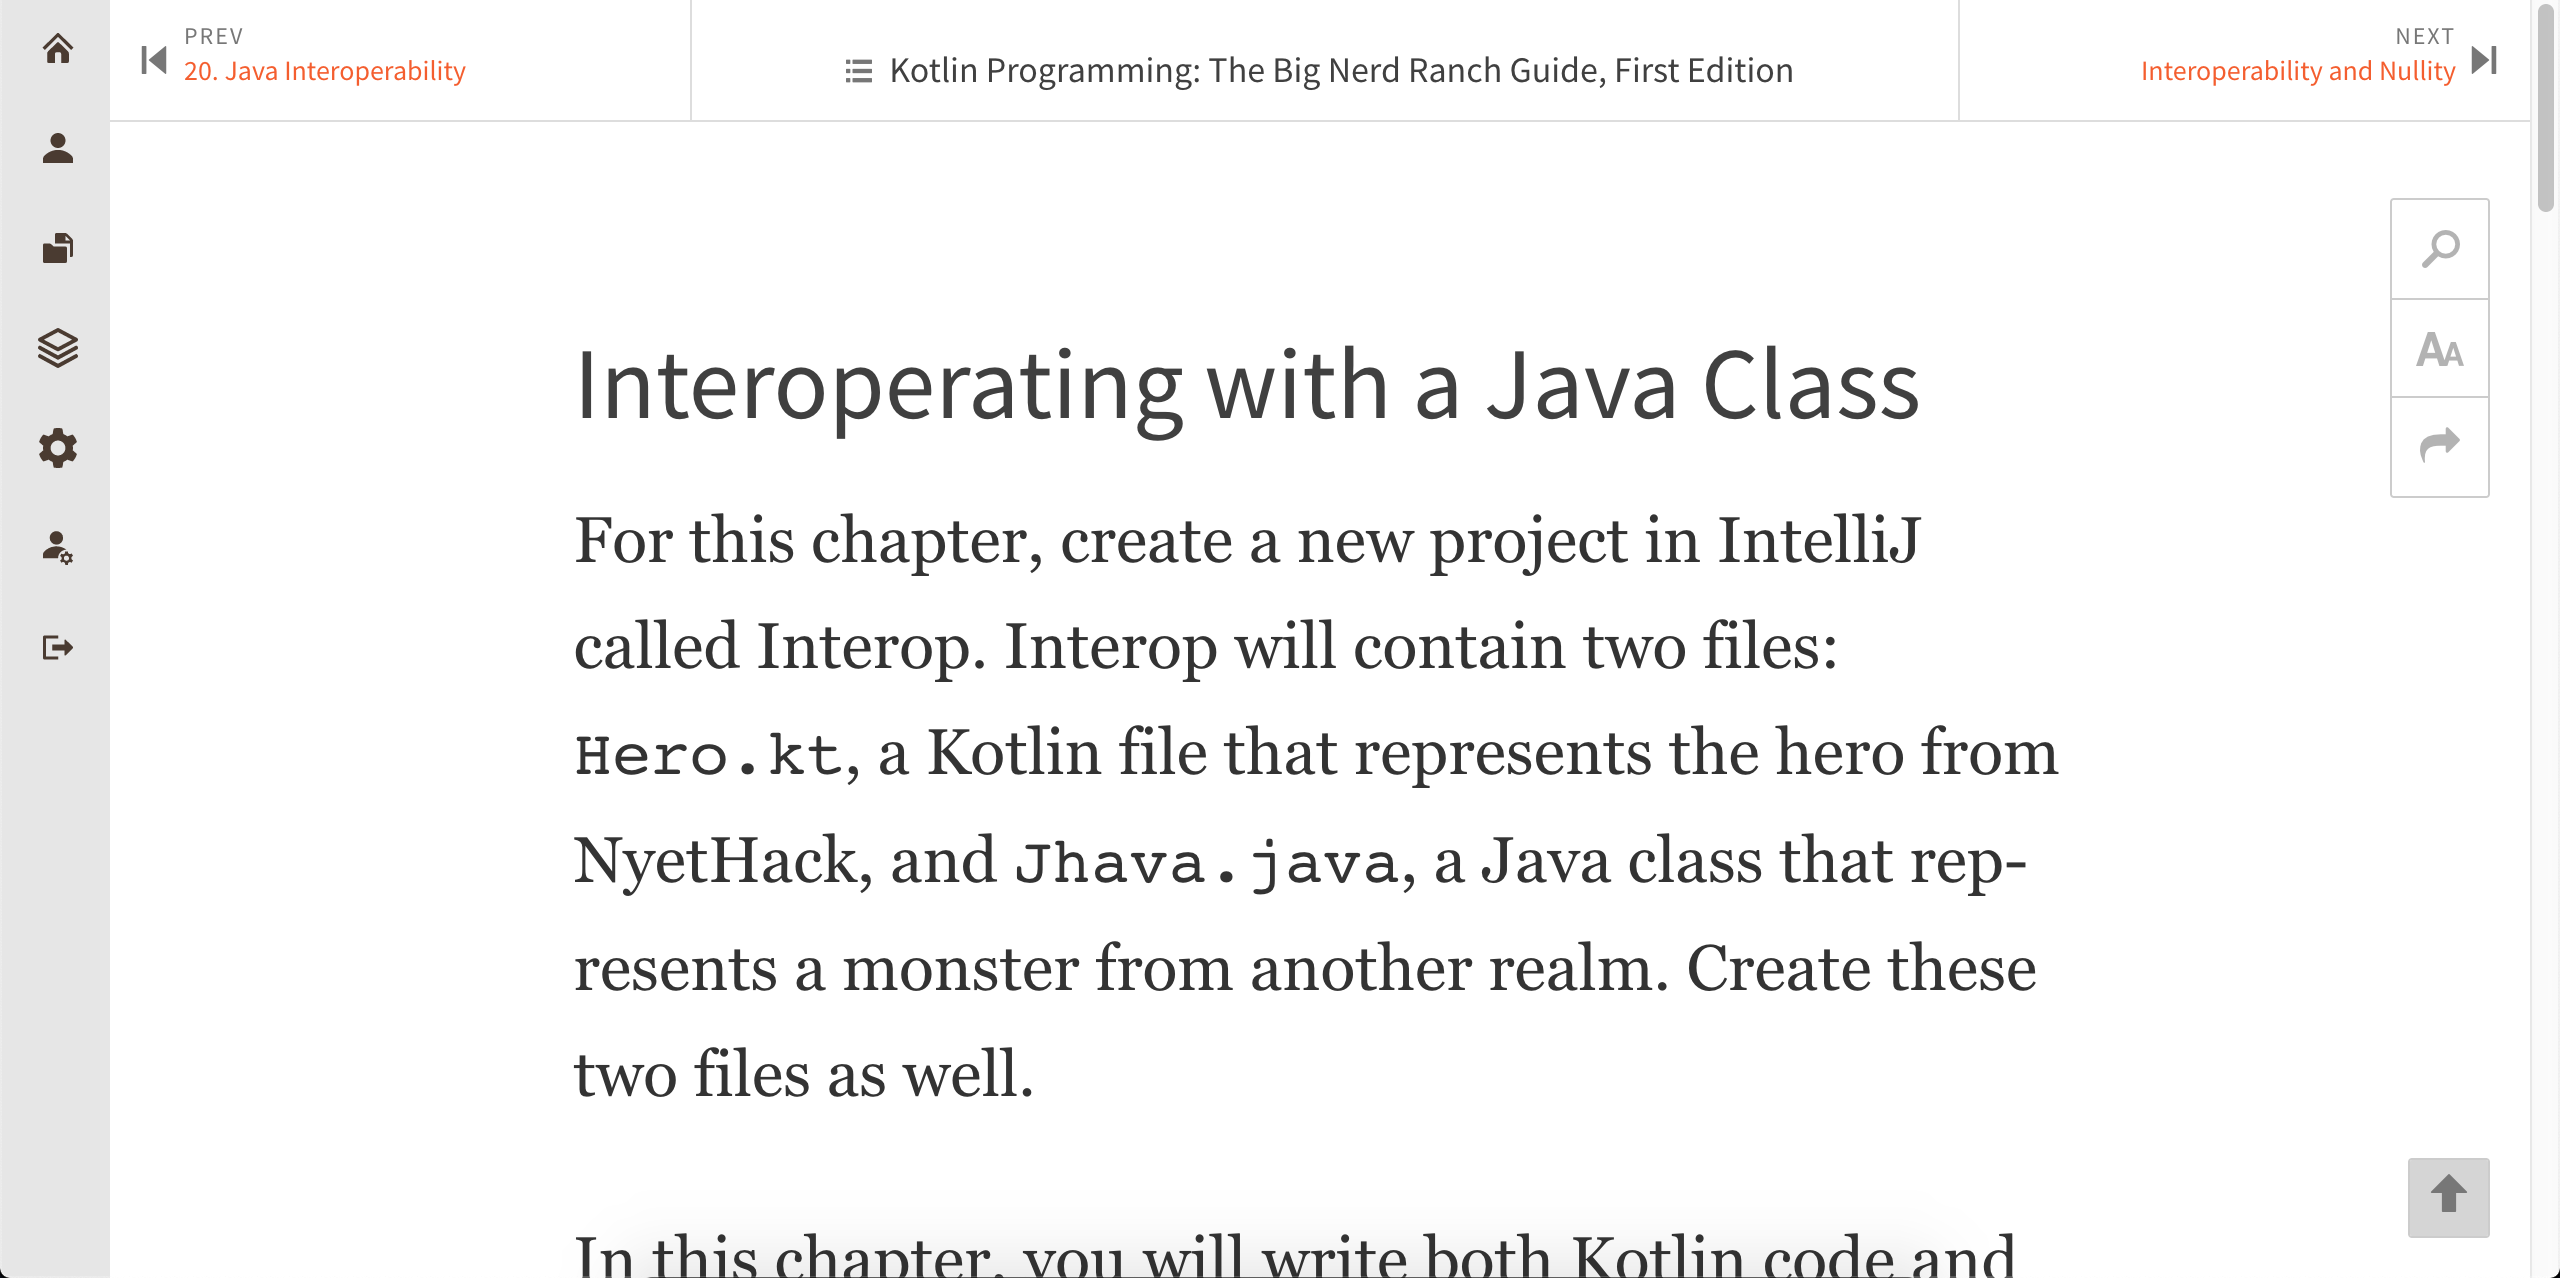 PREV
20. Java Interoperability
Kotlin Programming: The Big Nerd Ranch Guide, First Edition
NEXT
Interoperability and Nullity
AA
Interoperating with a Java Class
For this chapter, create a new project in IntelliJ
called Interop. Interop will contain two files:
Hero.kt, a Kotlin file that represents the hero from
NyetHack, and Jhava.java, a Java class that rep-
resents a monster from another realm. Create these
two files as well.
In this chapter, you will write both Kotlin code and